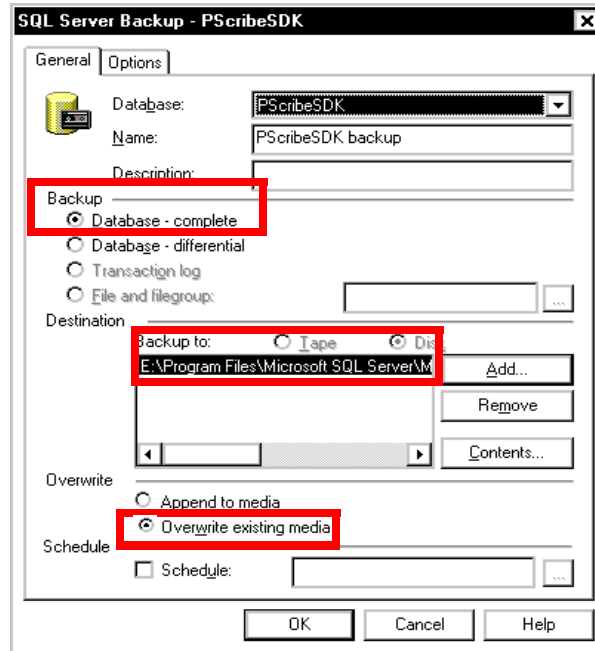 SQL Server Backup - PScribeSDK
General Options
Database: PScribeSDK
Name: PScribeSDK backup
Description:
Backup
Database - complete
Database - differential
Transaction log
File and filegroup: ...
Destination
Backup to: Tape
E:\Program Files\Microsoft SQL Server\M
Add...
Remove
Contents...
Overwrite
Append to media
Overwrite existing media
Schedule
Schedule: ...
OK Cancel Help